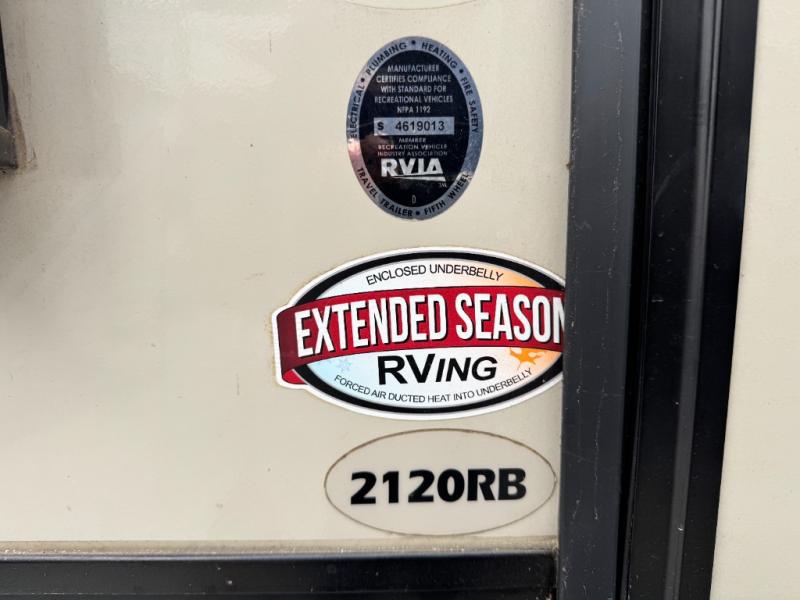 ELECTRICAL • PLUMBING • HEATING • FIRE SAFETY
MANUFACTURER
CERTIFIES COMPLIANCE
WITH STANDARD FOR
RECREATIONAL VEHICLES
NFPA 1192
S 4619013
MEMBER
RECREATION VEHICLE
INDUSTRY ASSOCIATION
RVIA
D
TRAVEL TRAILER • FIFTH WHEEL
ENCLOSED UNDERBELLY
EXTENDED SEASON
RVING
FORCED AIR DUCTED HEAT INTO UNDERBELLY
2120RB